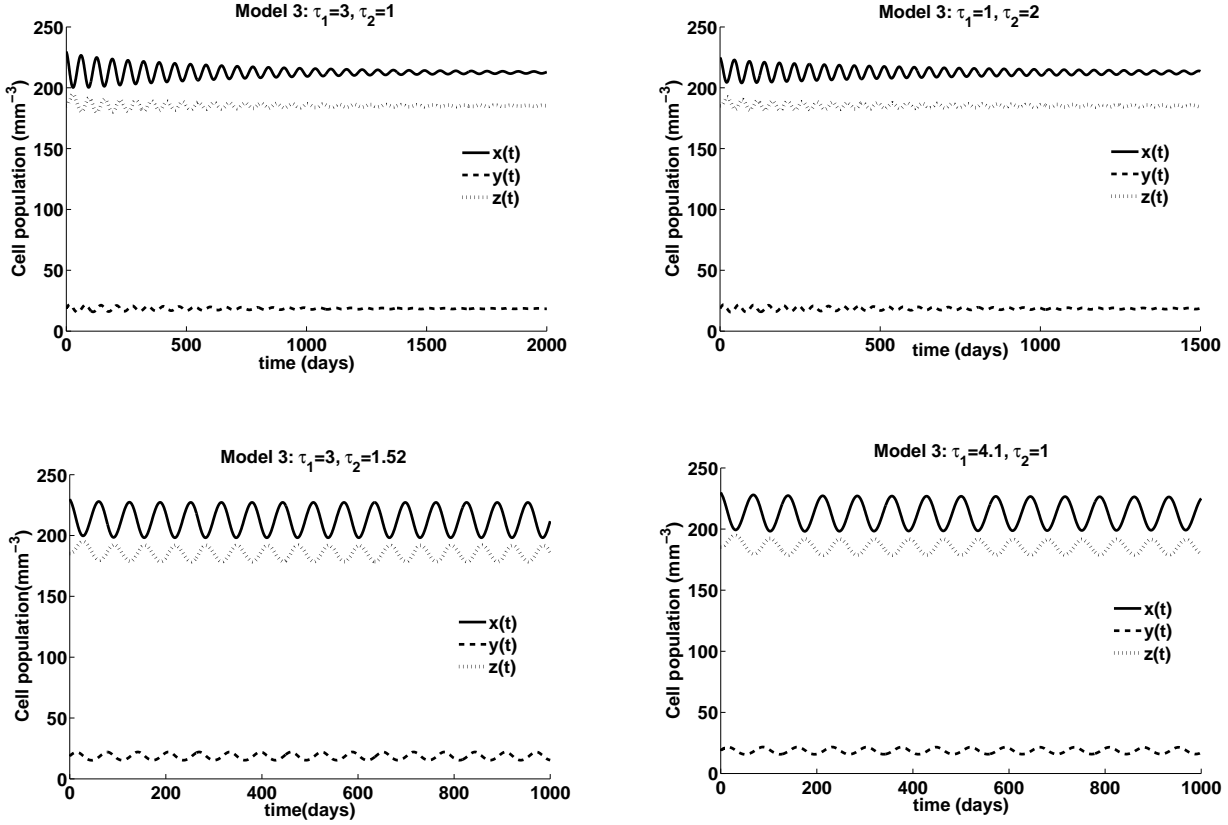 Model 3: τ1=3, τ2=1
Cell population (mm−3)
250
200
150
100
50
0
x(t)
y(t)
z(t)
0 500 1000 1500 2000
time (days)
Model 3: τ1=1, τ2=2
Cell population (mm−3)
250
200
150
100
50
0
x(t)
y(t)
z(t)
0 500 1000 1500
time (days)
Model 3: τ1=3, τ2=1.52
Cell population(mm−3)
250
200
150
100
50
0
x(t)
y(t)
z(t)
0 200 400 600 800 1000
time(days)
Model 3: τ1=4.1, τ2=1
Cell population (mm−3)
250
200
150
100
50
0
x(t)
y(t)
z(t)
0 200 400 600 800 1000
time (days)